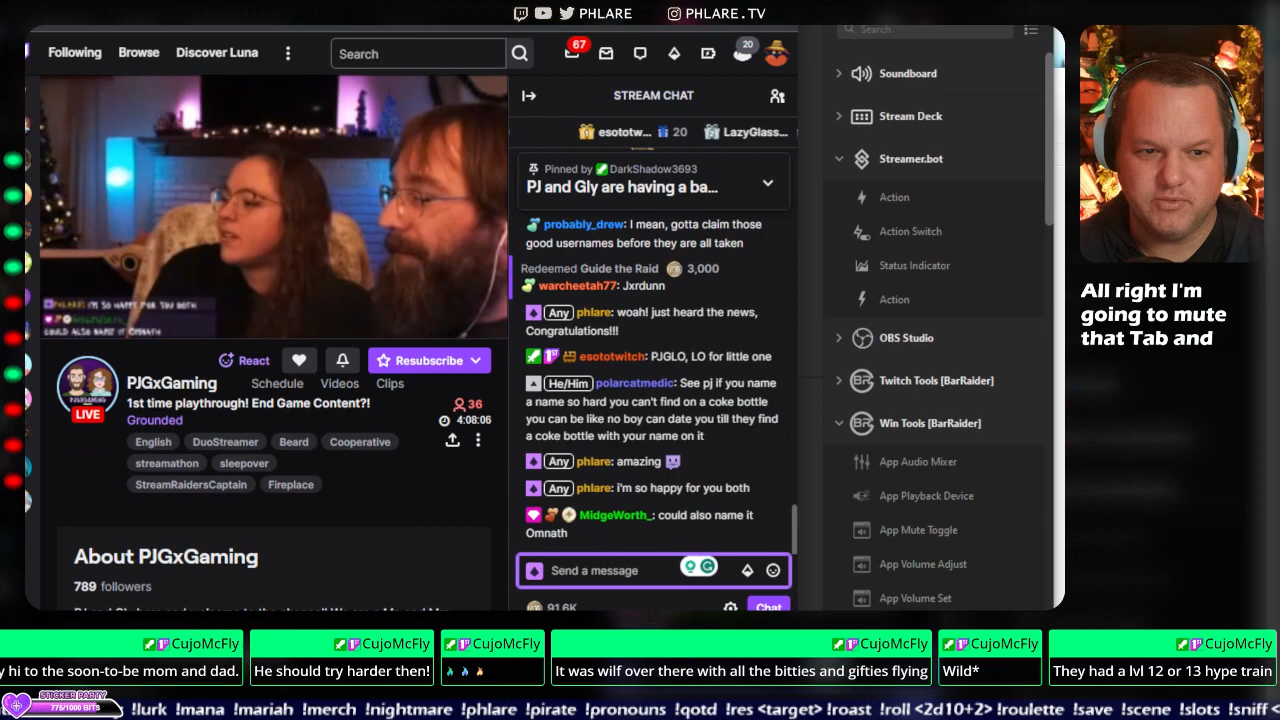 PHLARE
PHLARE.TV
Following
Browse
Discover Luna
Search
67
20
STREAM CHAT
esototw... 20
LazyGlass...
Pinned by DarkShadow3693
PJ and Gly are having a ba...
probably_drew: I mean, gotta claim those
good usernames before they are all taken
Redeemed Guide the Raid 3,000
warcheetah77: Jxrdunn
Any phlare: woah! just heard the news,
Congratulations!!!
esototwitch: PJGLO, LO for little one
He/Him polarcatmedic: See pj if you name
a name so hard you can't find on a coke bottle
you can be like no boy can date you till they find
a coke bottle with your name on it
Any phlare: amazing
Any phlare: i'm so happy for you both
MidgeWorth_: could also name it
Omnath
Send a message
91.6K
Chat
PHLARE: I'M SO HAPPY FOR YOU BOTH
COULD ALSO NAME IT OMNATH
React
Resubscribe
PJGxGaming
Schedule
Videos
Clips
LIVE
1st time playthrough! End Game Content?!
Grounded
36
4:08:06
English
DuoStreamer
Beard
Cooperative
streamathon
sleepover
StreamRaidersCaptain
Fireplace
About PJGxGaming
789 followers
Search
Soundboard
Stream Deck
Streamer.bot
Action
Action Switch
Status Indicator
Action
OBS Studio
Twitch Tools [BarRaider]
Win Tools [BarRaider]
App Audio Mixer
App Playback Device
App Mute Toggle
App Volume Adjust
App Volume Set
All right I'm
going to mute
that Tab and
CujoMcFly
y hi to the soon-to-be mom and dad.
CujoMcFly
He should try harder then!
CujoMcFly
CujoMcFly
It was wilf over there with all the bitties and gifties flying
CujoMcFly
Wild*
CujoMcFly
They had a lvl 12 or 13 hype train
STICKER PARTY
775/1000 BITS
!lurk !mana !mariah !merch !nightmare !phlare !pirate !pronouns !qotd !res <target> !roast !roll <2d10+2> !roulette !save !scene !slots !sniff <